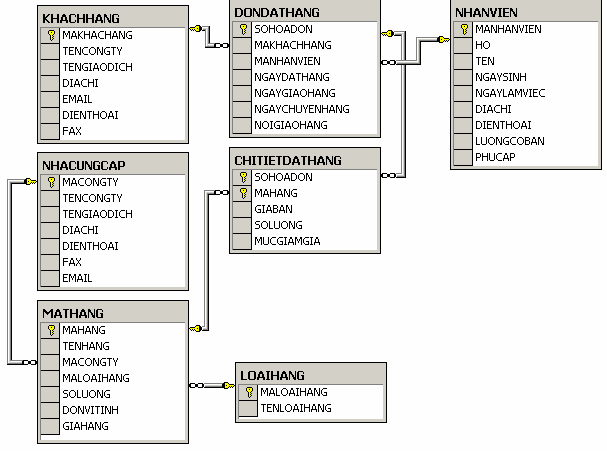 KHACHHANG
MAKHACHANG
TENCONGTY
TENGIAODICH
DIACHI
EMAIL
DIENTHOAI
FAX
DONDATHANG
SOHOADON
MAKHACHHANG
MANHANVIEN
NGAYDATHANG
NGAYGIAOHANG
NGAYCHUYENHANG
NOIGIAOHANG
NHANVIEN
MANHANVIEN
HO
TEN
NGAYSINH
NGAYLAMVIEC
DIACHI
DIENTHOAI
LUONGCOBAN
PHUCAP
NHACUNGCAP
MACONGTY
TENCONGTY
TENGIAODICH
DIACHI
DIENTHOAI
FAX
EMAIL
CHITIETDATHANG
SOHOADON
MAHANG
GIABAN
SOLUONG
MUCGIAMGIA
MATHANG
MAHANG
TENHANG
MACONGTY
MALOAIHANG
SOLUONG
DONVITINH
GIAHANG
LOAIHANG
MALOAIHANG
TENLOAIHANG